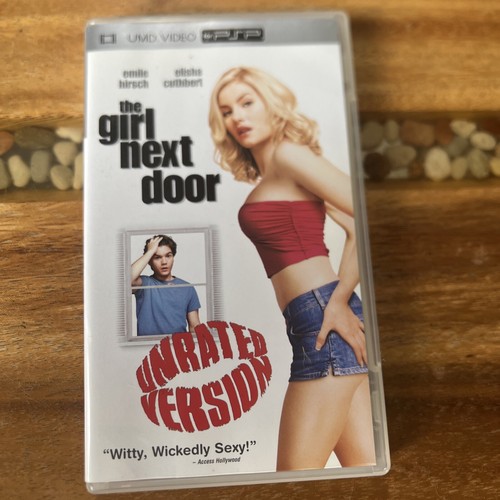 UMD VIDEO PSP
emile elisha
hirsch cuthbert
the
girl
next
door
UNRATED
VERSION
“Witty, Wickedly Sexy!”
– Access Hollywood